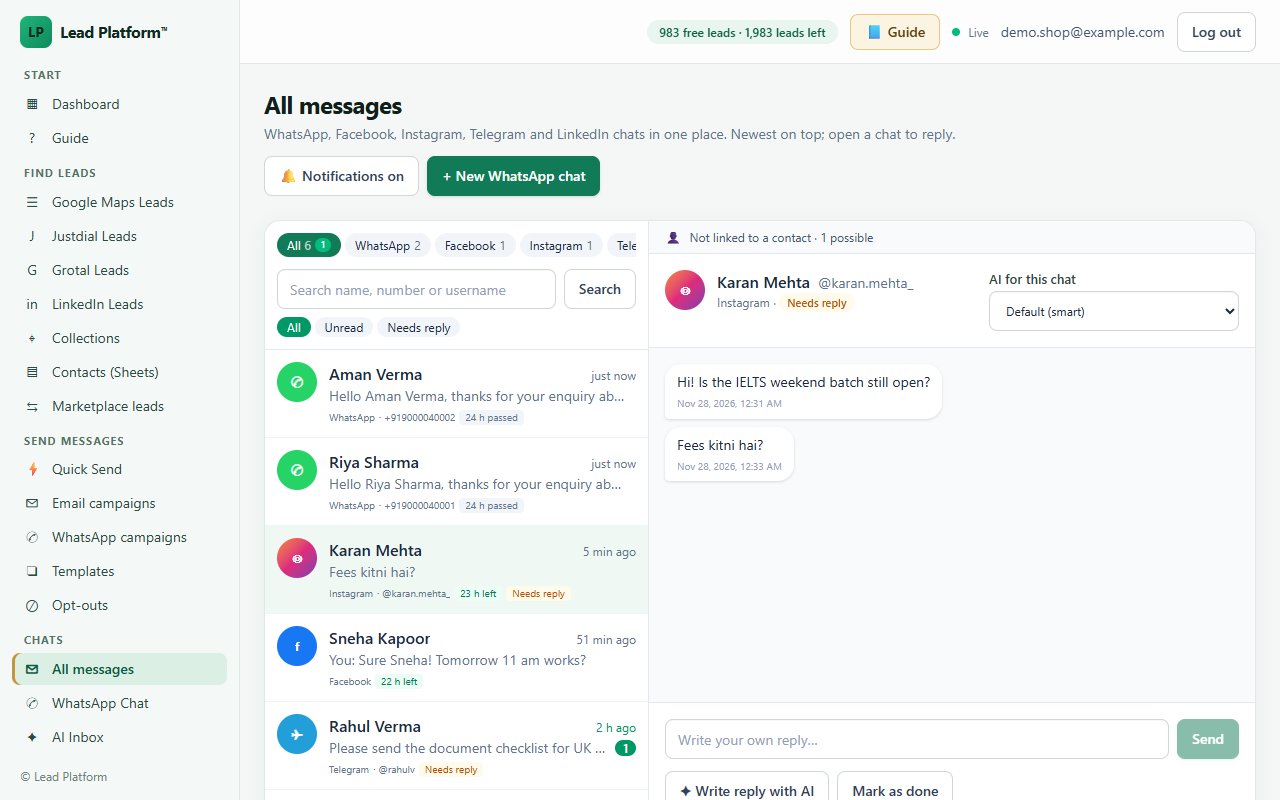 LP Lead Platform™
983 free leads · 1,983 leads left
Guide
Live
demo.shop@example.com
Log out
START
Dashboard
? Guide
FIND LEADS
Google Maps Leads
J Justdial Leads
G Grotal Leads
in LinkedIn Leads
Collections
Contacts (Sheets)
Marketplace leads
SEND MESSAGES
Quick Send
Email campaigns
WhatsApp campaigns
Templates
Opt-outs
CHATS
All messages
WhatsApp Chat
AI Inbox
© Lead Platform
All messages
WhatsApp, Facebook, Instagram, Telegram and LinkedIn chats in one place. Newest on top; open a chat to reply.
Notifications on
+ New WhatsApp chat
All 6 1 WhatsApp 2 Facebook 1 Instagram 1 Tele
Search name, number or username
Search
All Unread Needs reply
Aman Verma just now
Hello Aman Verma, thanks for your enquiry ab...
WhatsApp · +919000040002 24 h passed
Riya Sharma just now
Hello Riya Sharma, thanks for your enquiry ab...
WhatsApp · +919000040001 24 h passed
Karan Mehta 5 min ago
Fees kitni hai?
Instagram · @karan.mehta_ 23 h left Needs reply
f Sneha Kapoor 51 min ago
You: Sure Sneha! Tomorrow 11 am works?
Facebook 22 h left
Rahul Verma 2 h ago
Please send the document checklist for UK ... 1
Telegram · @rahulv Needs reply
Not linked to a contact · 1 possible
Karan Mehta @karan.mehta_
Instagram · Needs reply
AI for this chat
Default (smart)
Hi! Is the IELTS weekend batch still open?
Nov 28, 2026, 12:31 AM
Fees kitni hai?
Nov 28, 2026, 12:33 AM
Write your own reply...
Send
Write reply with AI
Mark as done